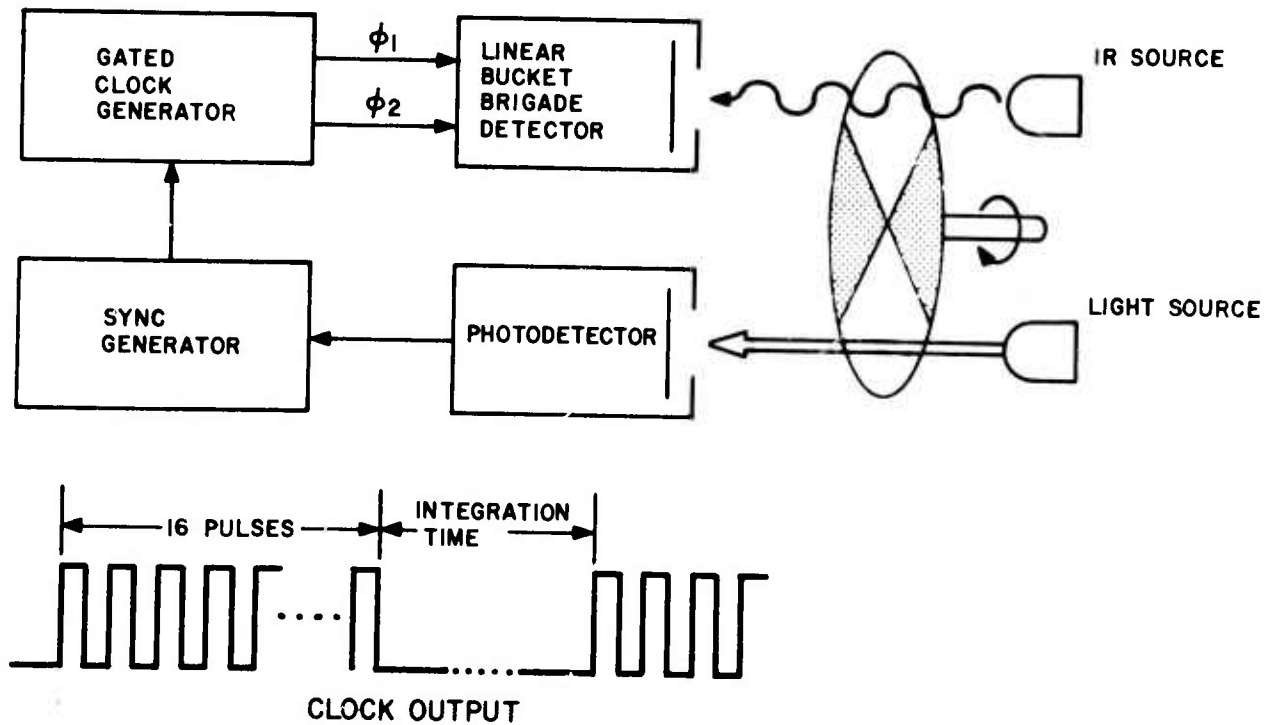 GATED
CLOCK
GENERATOR
ϕ1
ϕ2
LINEAR
BUCKET
BRIGADE
DETECTOR
IR SOURCE
SYNC
GENERATOR
PHOTODETECTOR
LIGHT SOURCE
16 PULSES
INTEGRATION
TIME
CLOCK OUTPUT